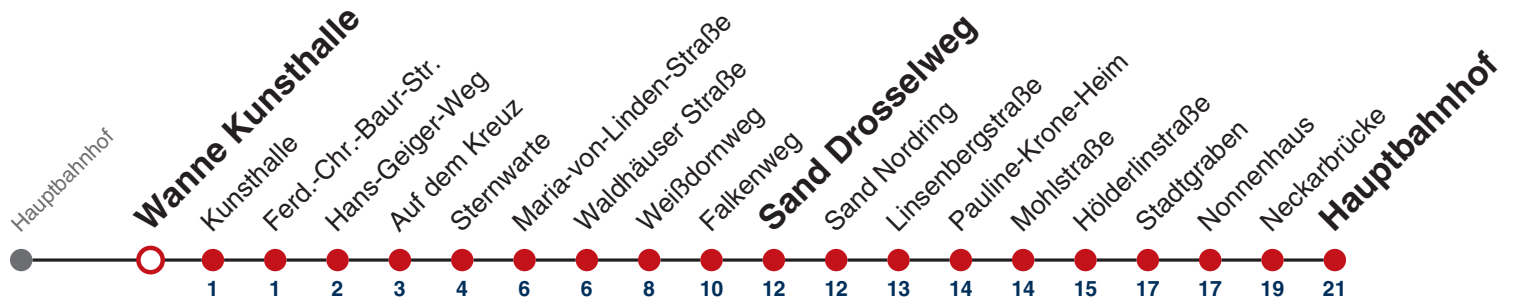 Hauptbahnhof
Wanne Kunsthalle
Kunsthalle
Ferd.-Chr.-Baur-Str.
Hans-Geiger-Weg
Auf dem Kreuz
Sternwarte
Maria-von-Linden-Straße
Waldhäuser Straße
Weißdornweg
Falkenweg
Sand Drosselweg
Sand Nordring
Linsenbergstraße
Pauline-Krone-Heim
Mohlstraße
Hölderlinstraße
Stadtgraben
Nonnenhaus
Neckarbrücke
Hauptbahnhof
1 1 2 3 4 6 6 8 10 12 12 13 14 14 15 17 17 19 21